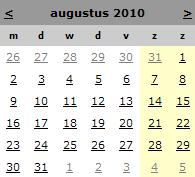 < augustus 2010 >
m d w d v z z
26 27 28 29 30 31 1
2 3 4 5 6 7 8
9 10 11 12 13 14 15
16 17 18 19 20 21 22
23 24 25 26 27 28 29
30 31 1 2 3 4 5